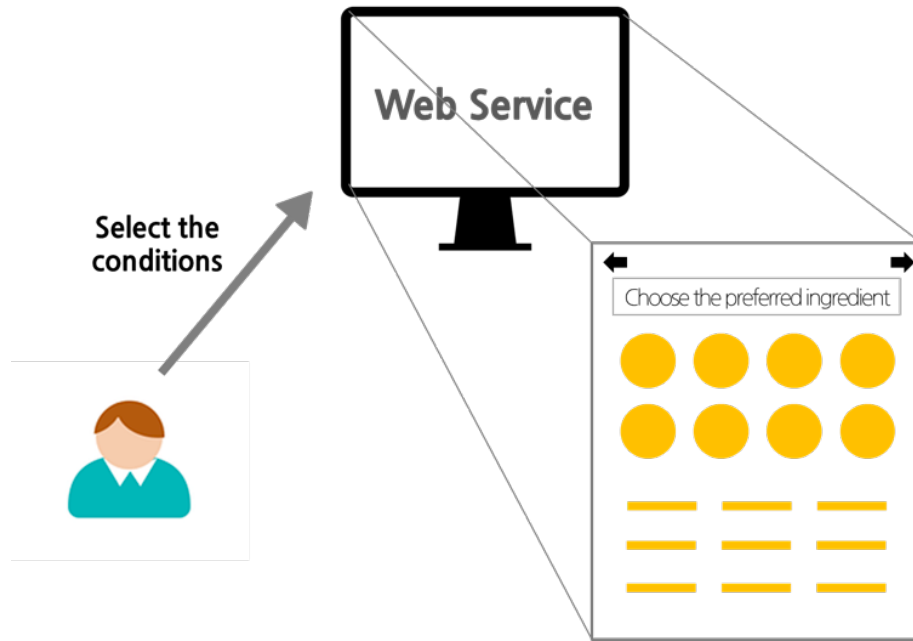 Web Service
Select the
conditions
Choose the preferred ingredient